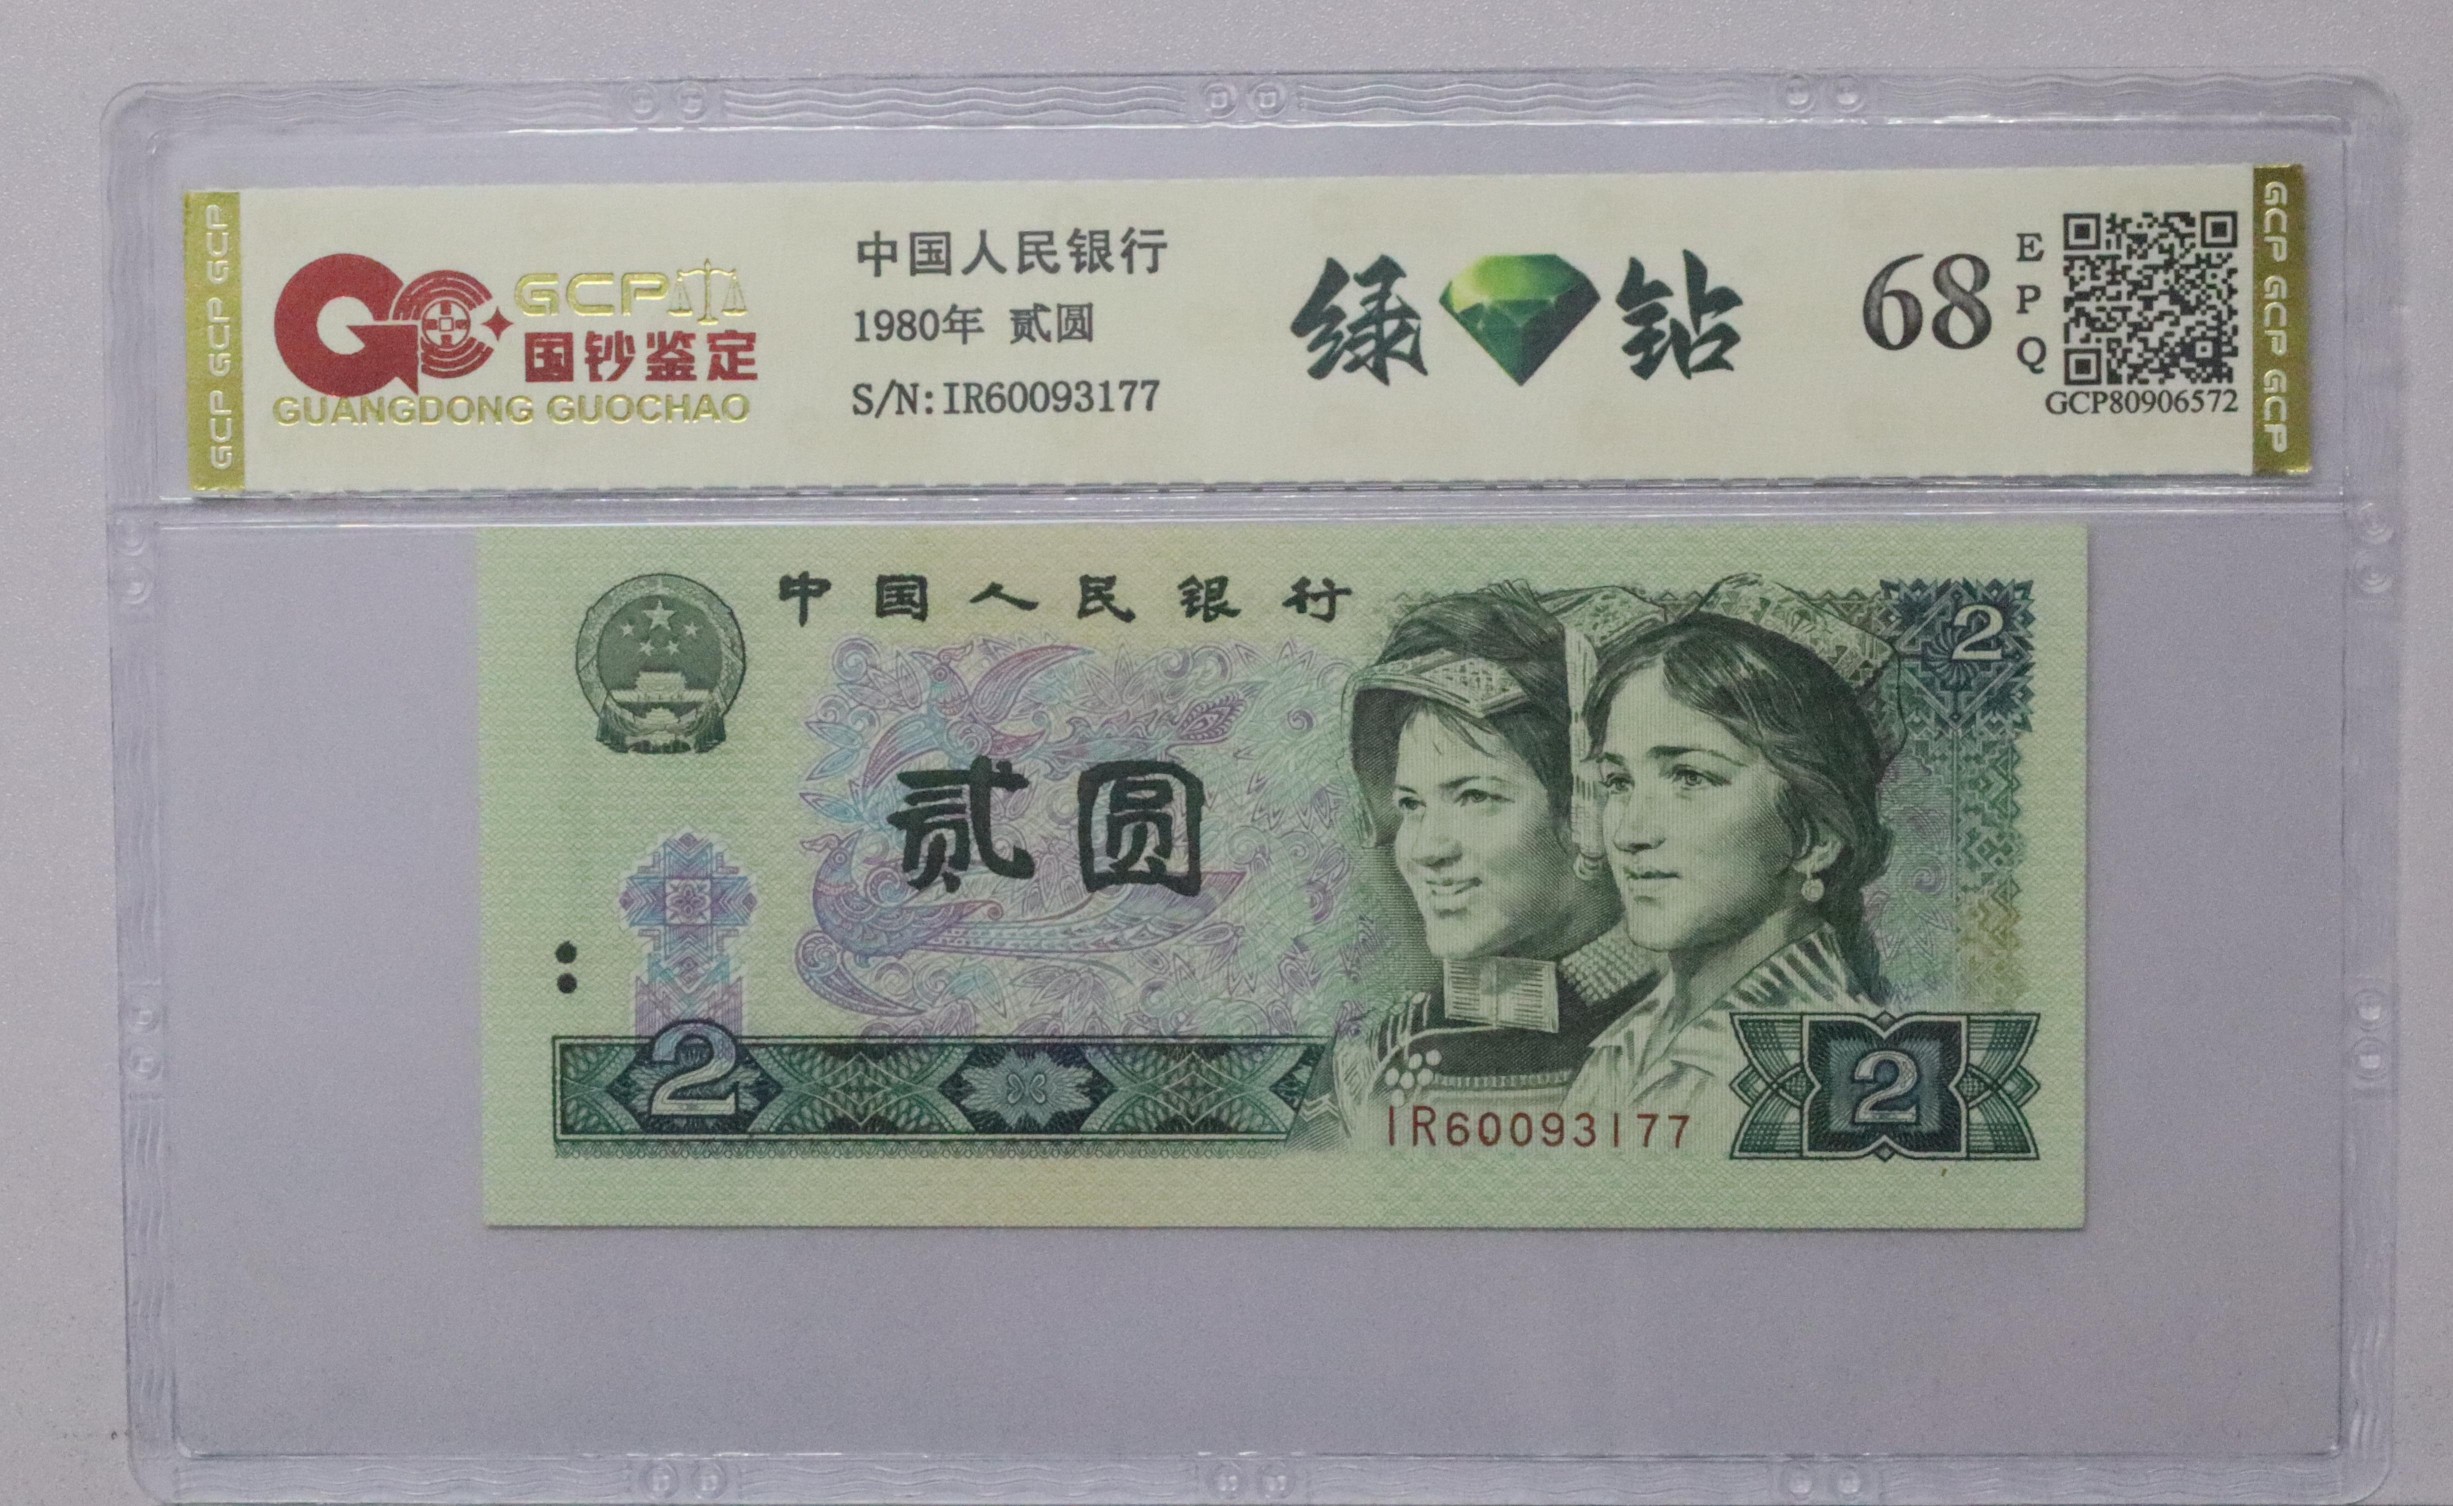 GCP GCP GCP
GCP
国钞鉴定
GUANGDONG GUOCHAO
中国人民银行
1980年 贰圆
S/N:IR60093177
绿钻
68
E
P
Q
GCP80906572
GCP GCP GCP
中国人民银行
2
贰圆
2
IR60093177
2